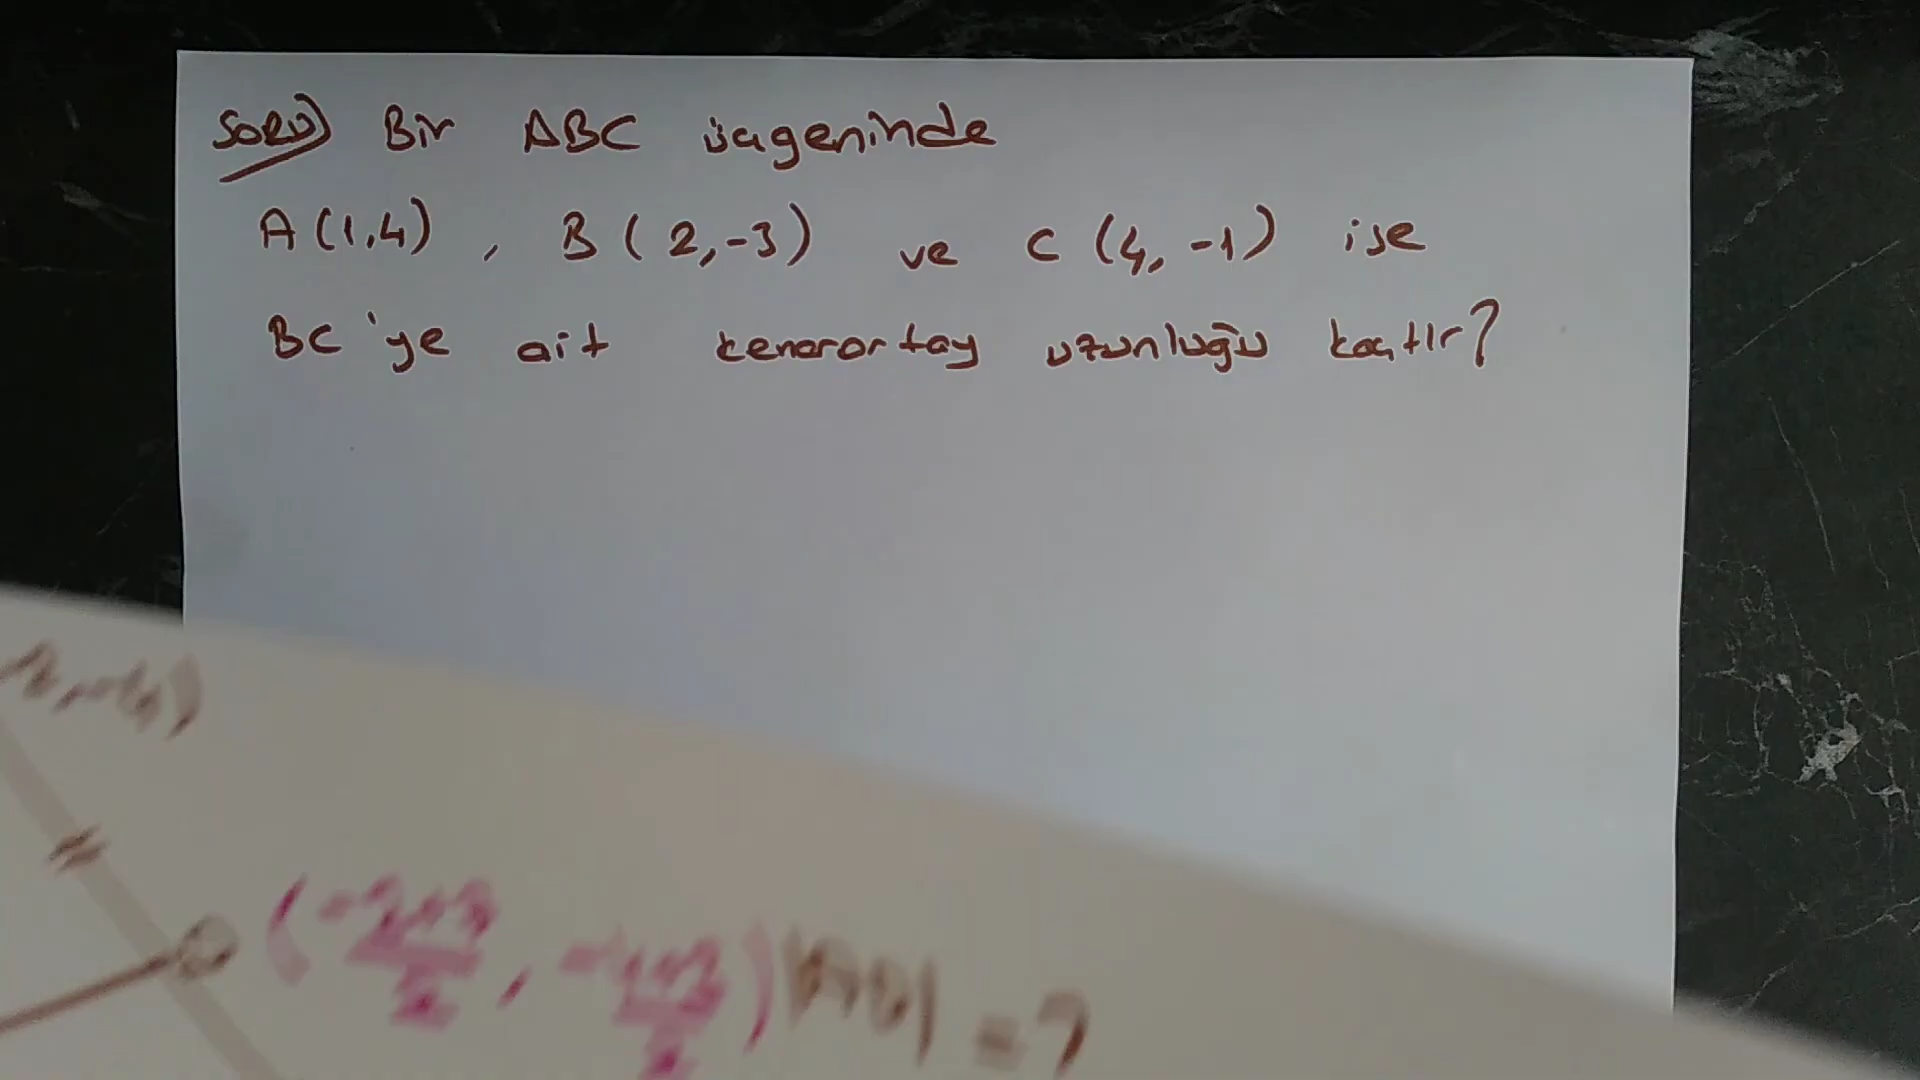 Soru) Bir ABC üçgeninde
A(1,4), B(2,-3) ve C(4,-1) ise
BC'ye ait kenarortay uzunluğu kaçtır?